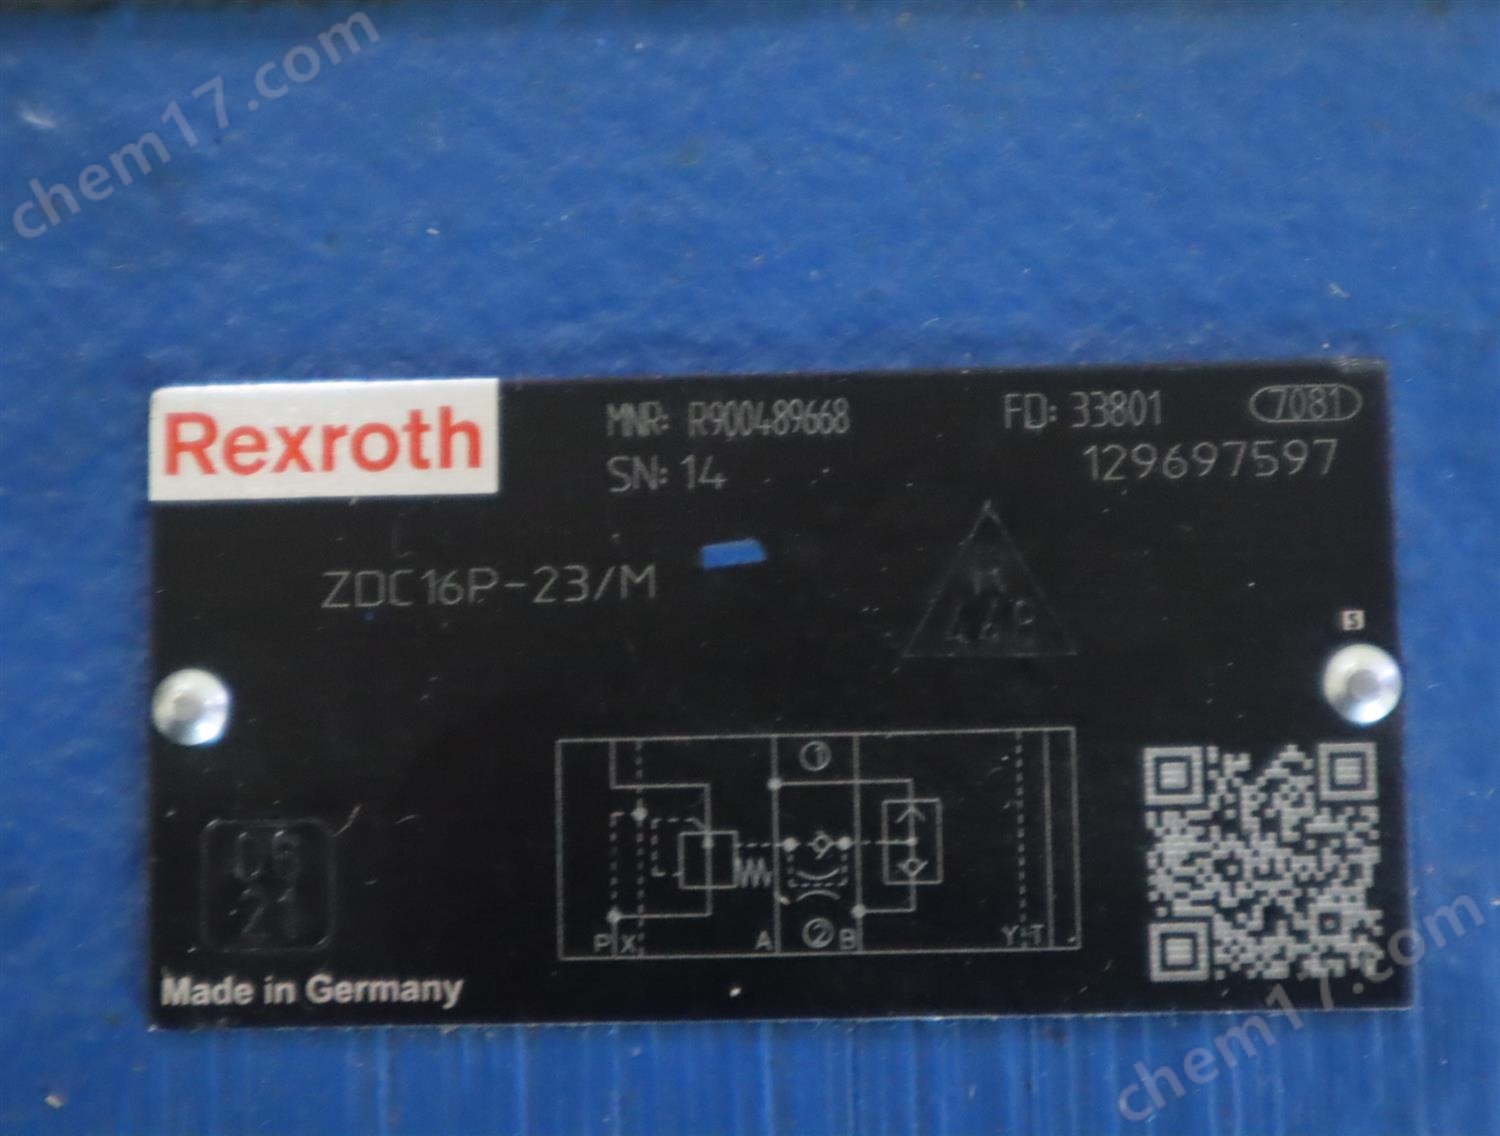 chem17.com
Rexroth
MNR: R900489668
FD: 33801
7081
SN: 14
129697597
ZDC16P-23/M
S
1
P X A 2 B Y T
21
Made in Germany
chem17.com